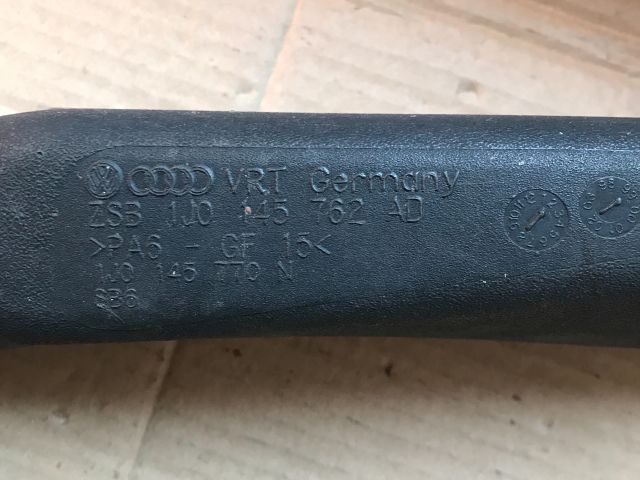 VRT Germany
ZSB 1J0 145 762 AD
>PA6 - GF 15<
1J0 145 770 N